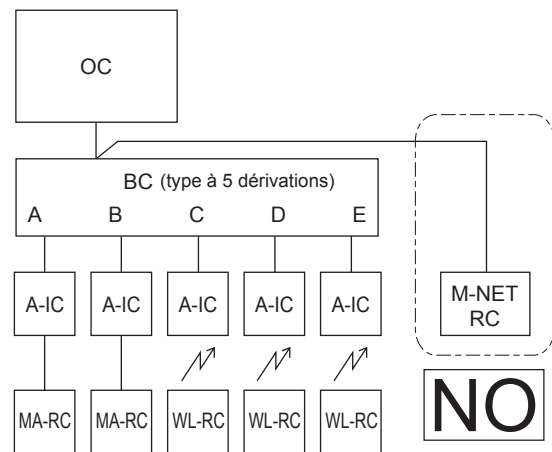 OC
BC (type à 5 dérivations)
A B C D E
A-IC A-IC A-IC A-IC A-IC
M-NET
RC
MA-RC MA-RC WL-RC WL-RC WL-RC
NO